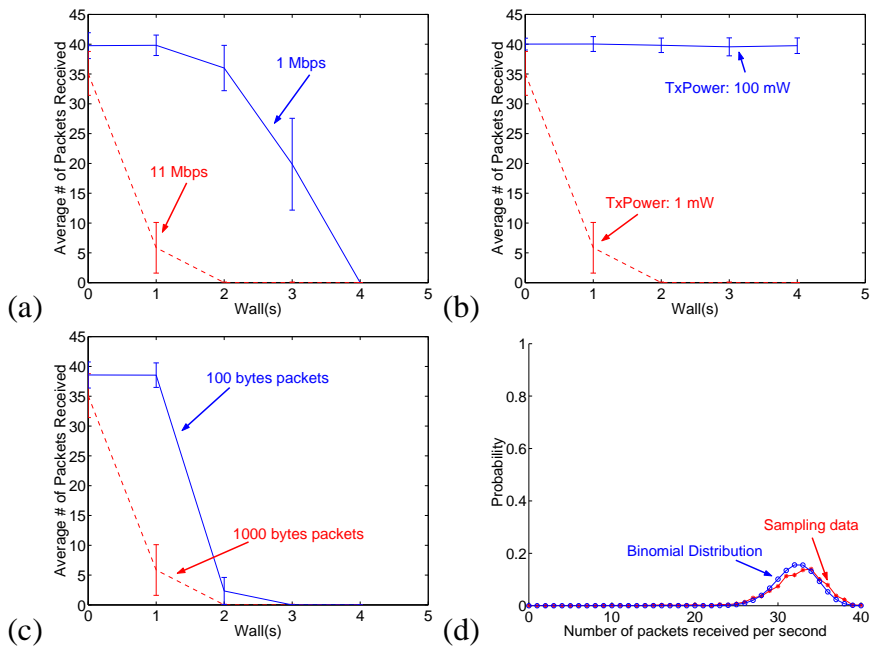 45
40
35
30
25
20
15
10
5
0
Average # of Packets Received
1 Mbps
11 Mbps
0 1 2 3 4 5
Wall(s)
(a)
45
40
35
30
25
20
15
10
5
0
Average # of Packets Received
TxPower: 100 mW
TxPower: 1 mW
0 1 2 3 4 5
Wall(s)
(b)
45
40
35
30
25
20
15
10
5
0
Average # of Packets Received
100 bytes packets
1000 bytes packets
0 1 2 3 4 5
Wall(s)
(c)
1
0.8
0.6
0.4
0.2
0
Probability
Sampling data
Binomial Distribution
0 10 20 30 40
Number of packets received per second
(d)